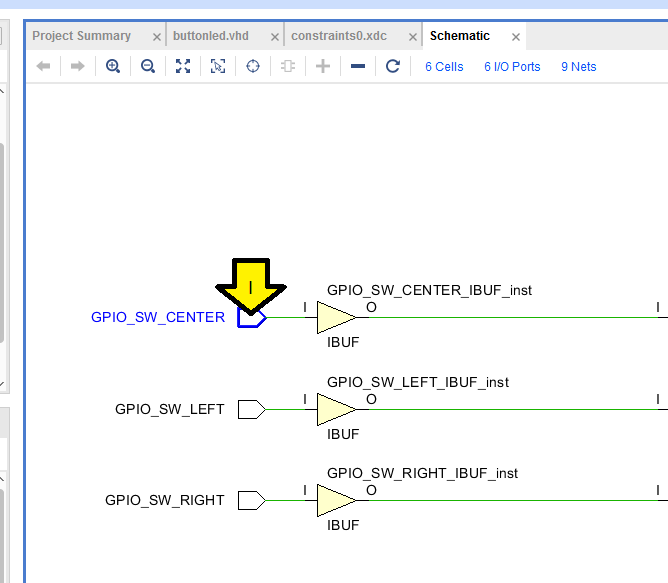 Project Summary × buttonled.vhd × constraints0.xdc × Schematic ×
6 Cells 6 I/O Ports 9 Nets
I
GPIO_SW_CENTER_IBUF_inst
GPIO_SW_CENTER I O I
IBUF
GPIO_SW_LEFT_IBUF_inst
GPIO_SW_LEFT I O I
IBUF
GPIO_SW_RIGHT_IBUF_inst
GPIO_SW_RIGHT I O I
IBUF